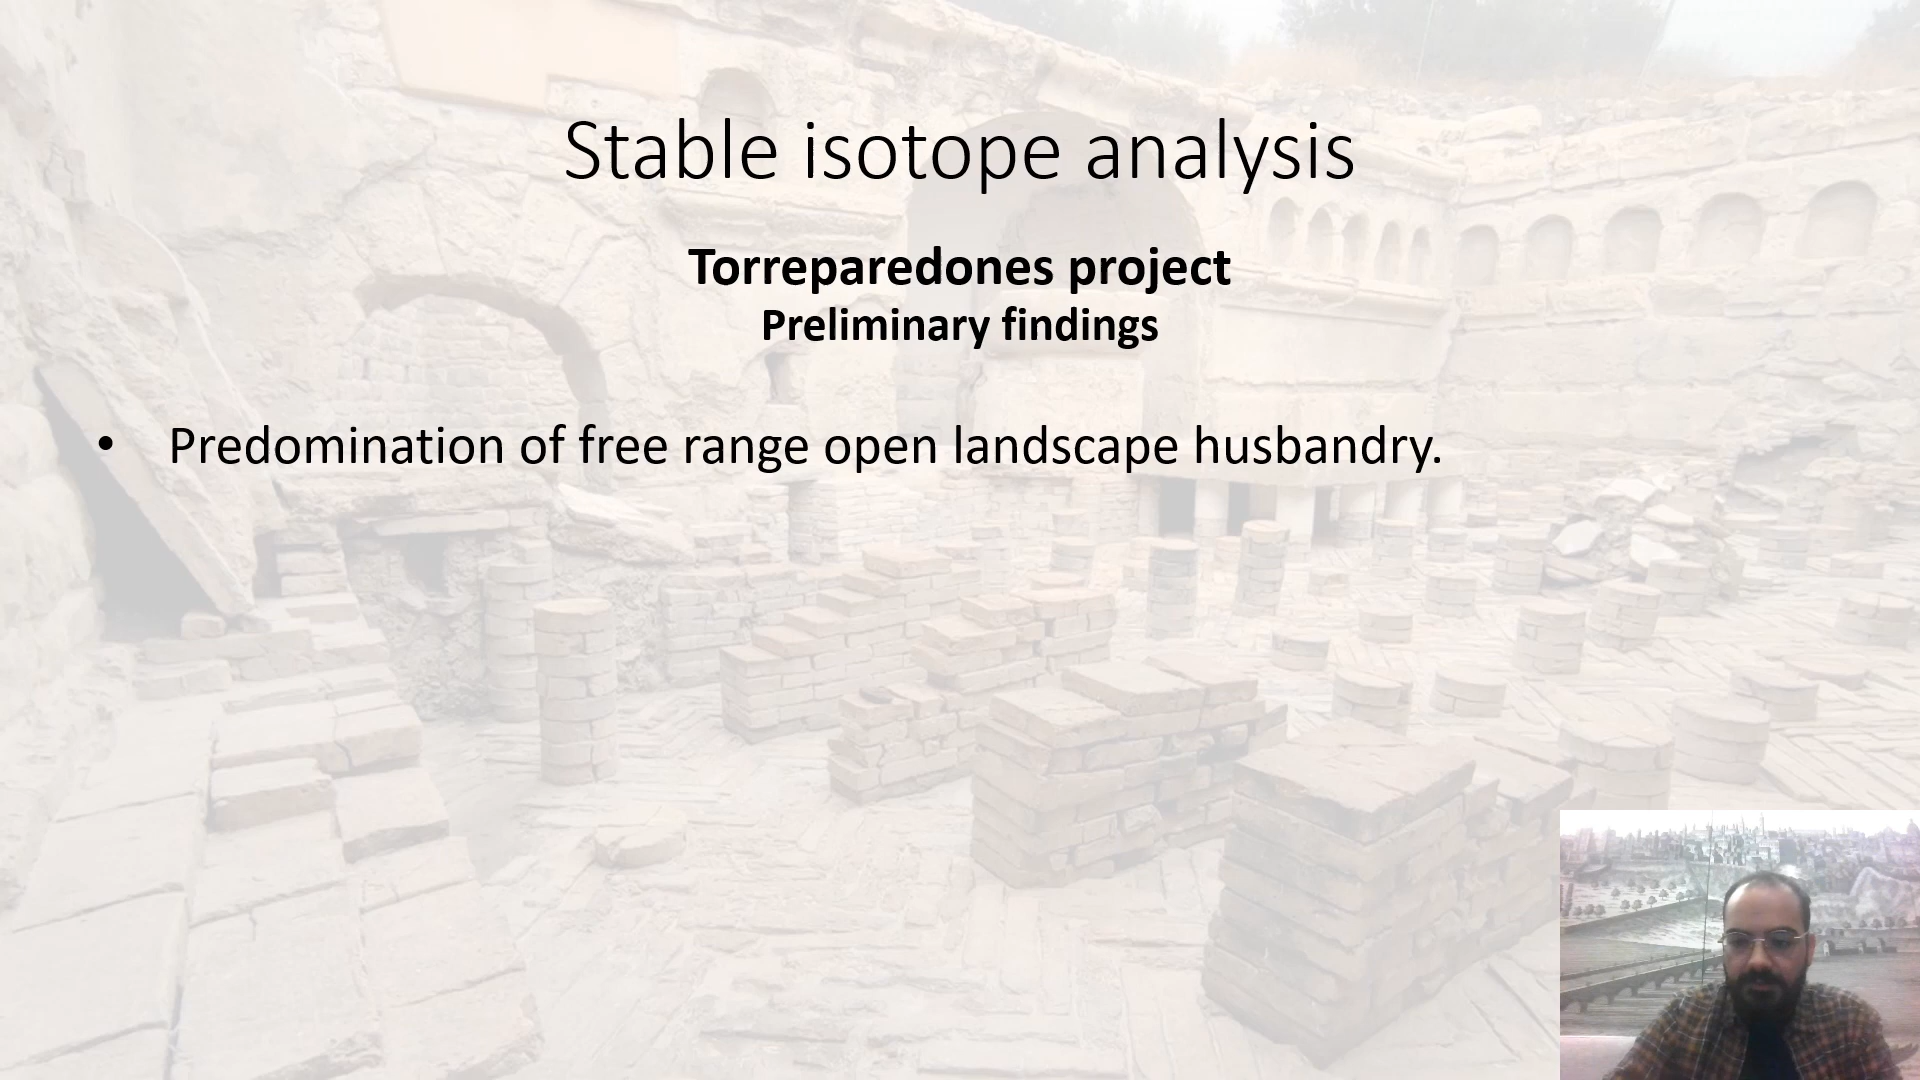 Stable isotope analysis
Torreparedones project
Preliminary findings
• Predomination of free range open landscape husbandry.